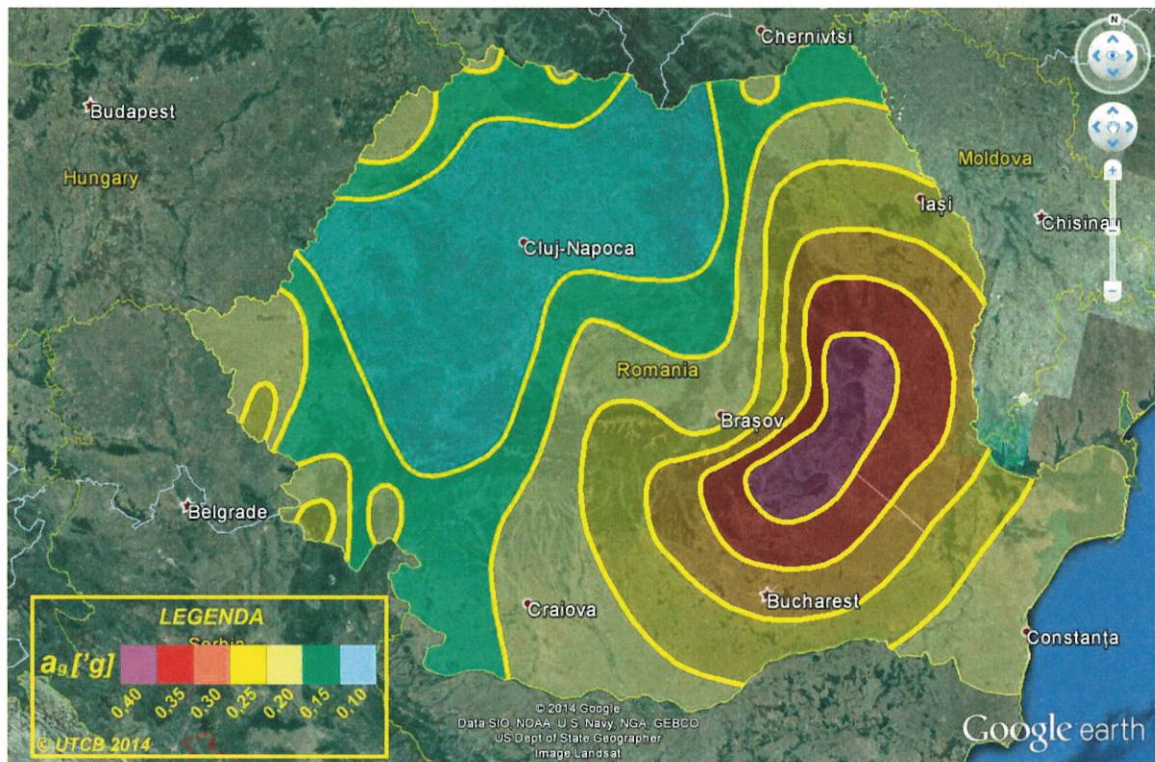 N
Chernivtsi
Budapest
Hungary
Moldova
Iași
Chisinau
Cluj-Napoca
Romania
Brașov
Belgrade
Craiova
Bucharest
Constanța
LEGENDA
Serbia
ag['g]
0,40 0,35 0,30 0,25 0,20 0,15 0,10
© UTCB 2014
© 2014 Google
Data SIO, NOAA, U.S. Navy, NGA, GEBCO
US Dept of State Geographer
Image Landsat
Google earth